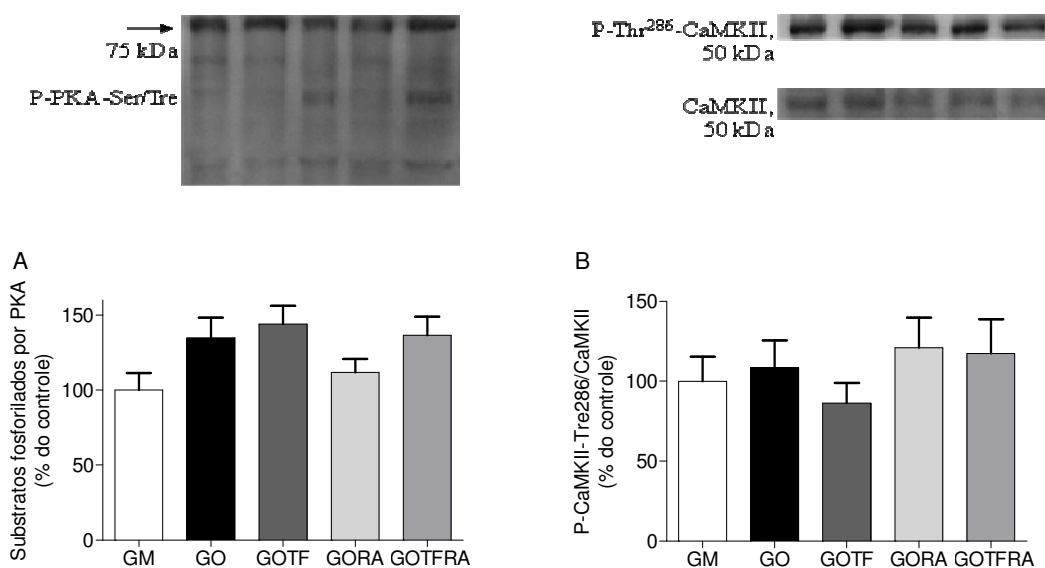 75 kDa
P-PKA-Ser/Tre
P-Thr286-CaMKII,
50 kDa
CaMKII,
50 kDa
A
Substratos fosforilados por PKA
(% do controle)
150
100
50
0
GM GO GOTF GORA GOTFRA
B
P-CaMKII-Tre286/CaMKII
(% do controle)
150
100
50
0
GM GO GOTF GORA GOTFRA